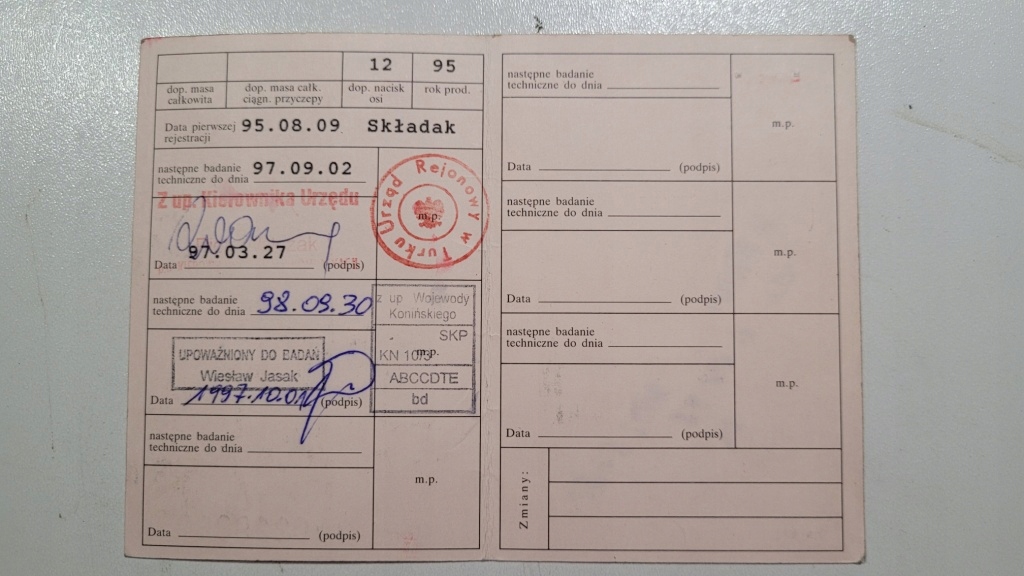 12 95
dop. masa całkowita dop. masa całk. ciągn. przyczepy dop. nacisk osi rok prod.
Data pierwszej rejestracji 95.08.09 Składak
następne badanie
techniczne do dnia 97.09.02
Z up. Kierownika Urzędu
Urząd Rejonowy w Turku
m.p.
97.03.27
Data (podpis)
następne badanie
techniczne do dnia 98.09.30
z up Wojewody
Konińskiego
SKP
KN 10
m.p.
ABCCDTE
bd
UPOWAŻNIONY DO BADAŃ
Wiesław Jasak
Data 1997.10.01 (podpis)
następne badanie
techniczne do dnia
m.p.
Data (podpis)
następne badanie
techniczne do dnia
m.p.
Data (podpis)
następne badanie
techniczne do dnia
m.p.
Data (podpis)
następne badanie
techniczne do dnia
m.p.
Data (podpis)
Zmiany: